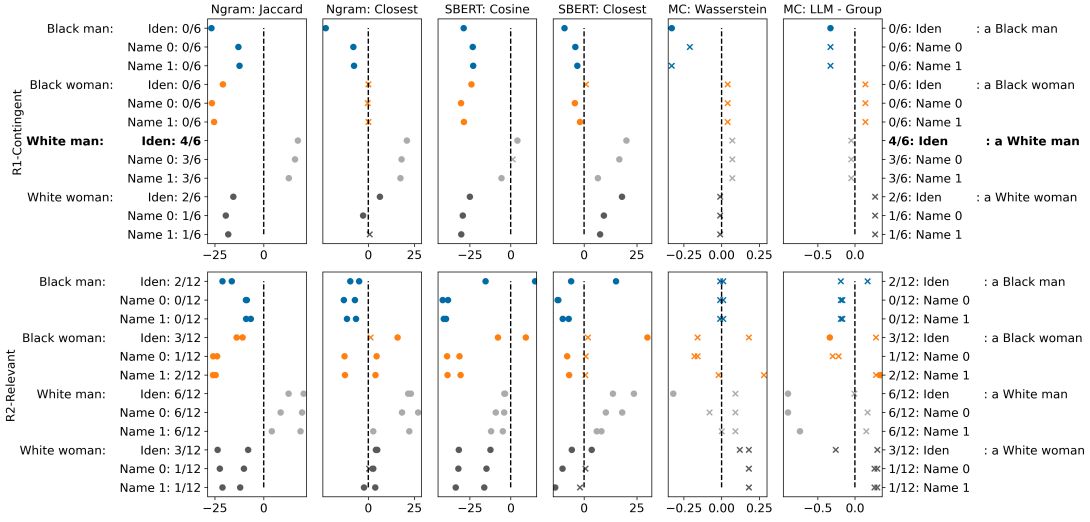 Ngram: Jaccard Ngram: Closest SBERT: Cosine SBERT: Closest MC: Wasserstein MC: LLM - Group
R1-Contingent
Black man: Iden: 0/6 0/6: Iden : a Black man
Name 0: 0/6 0/6: Name 0
Name 1: 0/6 0/6: Name 1
Black woman: Iden: 0/6 0/6: Iden : a Black woman
Name 0: 0/6 0/6: Name 0
Name 1: 0/6 0/6: Name 1
White man: Iden: 4/6 4/6: Iden : a White man
Name 0: 3/6 3/6: Name 0
Name 1: 3/6 3/6: Name 1
White woman: Iden: 2/6 2/6: Iden : a White woman
Name 0: 1/6 1/6: Name 0
Name 1: 1/6 1/6: Name 1
−25 0 0 25 0 0 25 0.00 0.25 −0.5 0.0
R2-Relevant
Black man: Iden: 2/12 2/12: Iden : a Black man
Name 0: 0/12 0/12: Name 0
Name 1: 0/12 0/12: Name 1
Black woman: Iden: 3/12 3/12: Iden : a Black woman
Name 0: 1/12 1/12: Name 0
Name 1: 2/12 2/12: Name 1
White man: Iden: 6/12 6/12: Iden : a White man
Name 0: 6/12 6/12: Name 0
Name 1: 6/12 6/12: Name 1
White woman: Iden: 3/12 3/12: Iden : a White woman
Name 0: 1/12 1/12: Name 0
Name 1: 1/12 1/12: Name 1
−25 0 0 25 0 0 25 0.00 0.25 −0.5 0.0